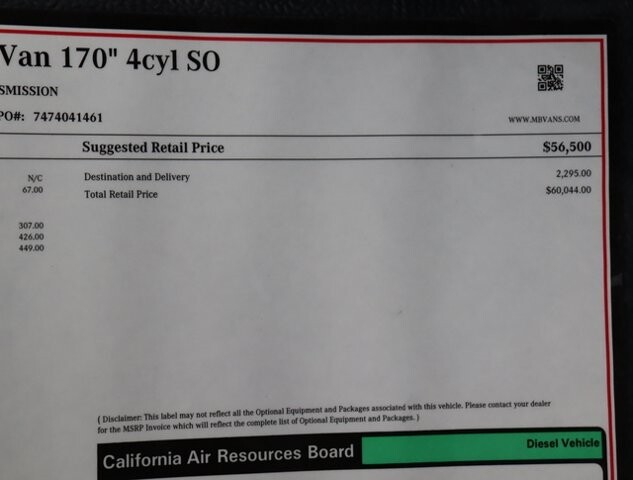 Van 170" 4cyl SO
SMISSION
PO#: 7474041461
WWW.MBVANS.COM
Suggested Retail Price $56,500
N/C Destination and Delivery 2,295.00
67.00 Total Retail Price $60,044.00
307.00
426.00
449.00
( Disclaimer: This label may not reflect all the Optional Equipment and Packages associated with this vehicle. Please contact your dealer
for the MSRP Invoice which will reflect the complete list of Optional Equipment and Packages. )
California Air Resources Board Diesel Vehicle